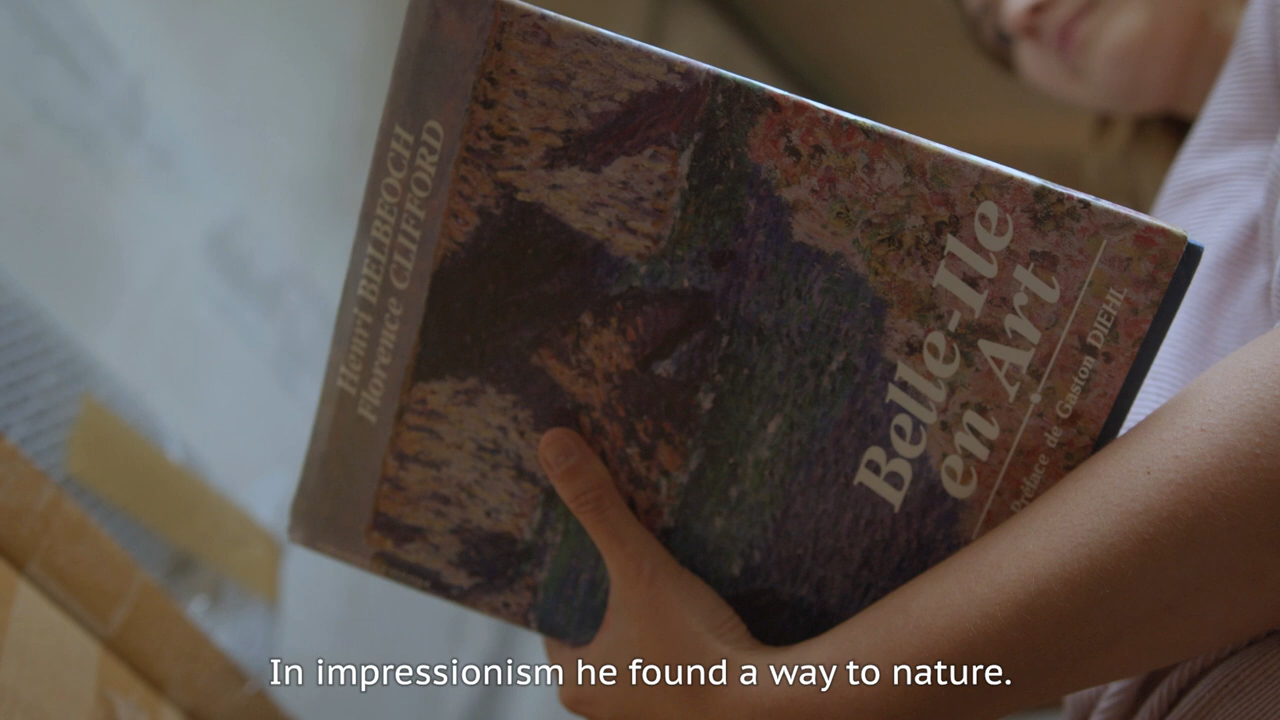 Henri BELBEOCH
Florence CLIFFORD
Belle-Ile
en Art
Préface de Gaston DIEHL
In impressionism he found a way to nature.